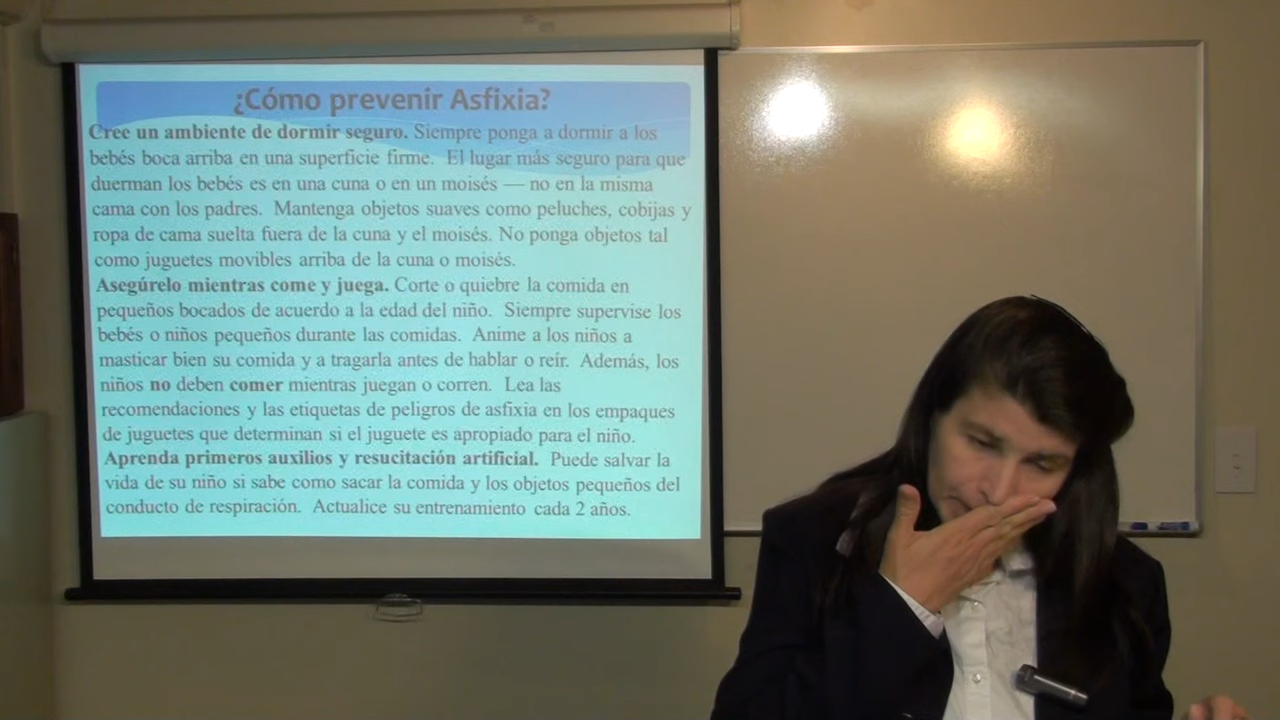 ¿Cómo prevenir Asfixia?
Cree un ambiente de dormir seguro. Siempre ponga a dormir a los
bebés boca arriba en una superficie firme. El lugar más seguro para que
duerman los bebés es en una cuna o en un moisés — no en la misma
cama con los padres. Mantenga objetos suaves como peluches, cobijas y
ropa de cama suelta fuera de la cuna y el moisés. No ponga objetos tal
como juguetes movibles arriba de la cuna o moisés.
Asegúrelo mientras come y juega. Corte o quiebre la comida en
pequeños bocados de acuerdo a la edad del niño. Siempre supervise los
bebés o niños pequeños durante las comidas. Anime a los niños a
masticar bien su comida y a tragarla antes de hablar o reír. Además, los
niños no deben comer mientras juegan o corren. Lea las
recomendaciones y las etiquetas de peligros de asfixia en los empaques
de juguetes que determinan si el juguete es apropiado para el niño.
Aprenda primeros auxilios y resucitación artificial. Puede salvar la
vida de su niño si sabe como sacar la comida y los objetos pequeños del
conducto de respiración. Actualice su entrenamiento cada 2 años.